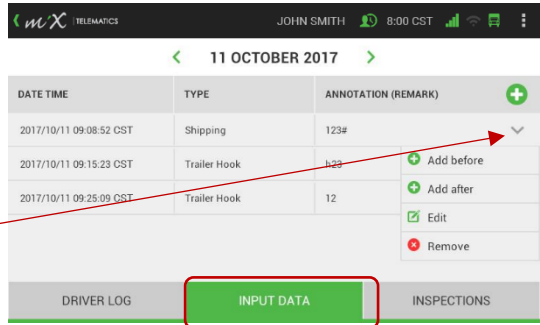 miX TELEMATICS JOHN SMITH 8:00 CST
11 OCTOBER 2017
DATE TIME TYPE ANNOTATION (REMARK)
2017/10/11 09:08:52 CST Shipping 123#
2017/10/11 09:15:23 CST Trailer Hook h23 Add before
2017/10/11 09:25:09 CST Trailer Hook 12 Add after
Edit
Remove
DRIVER LOG INPUT DATA INSPECTIONS